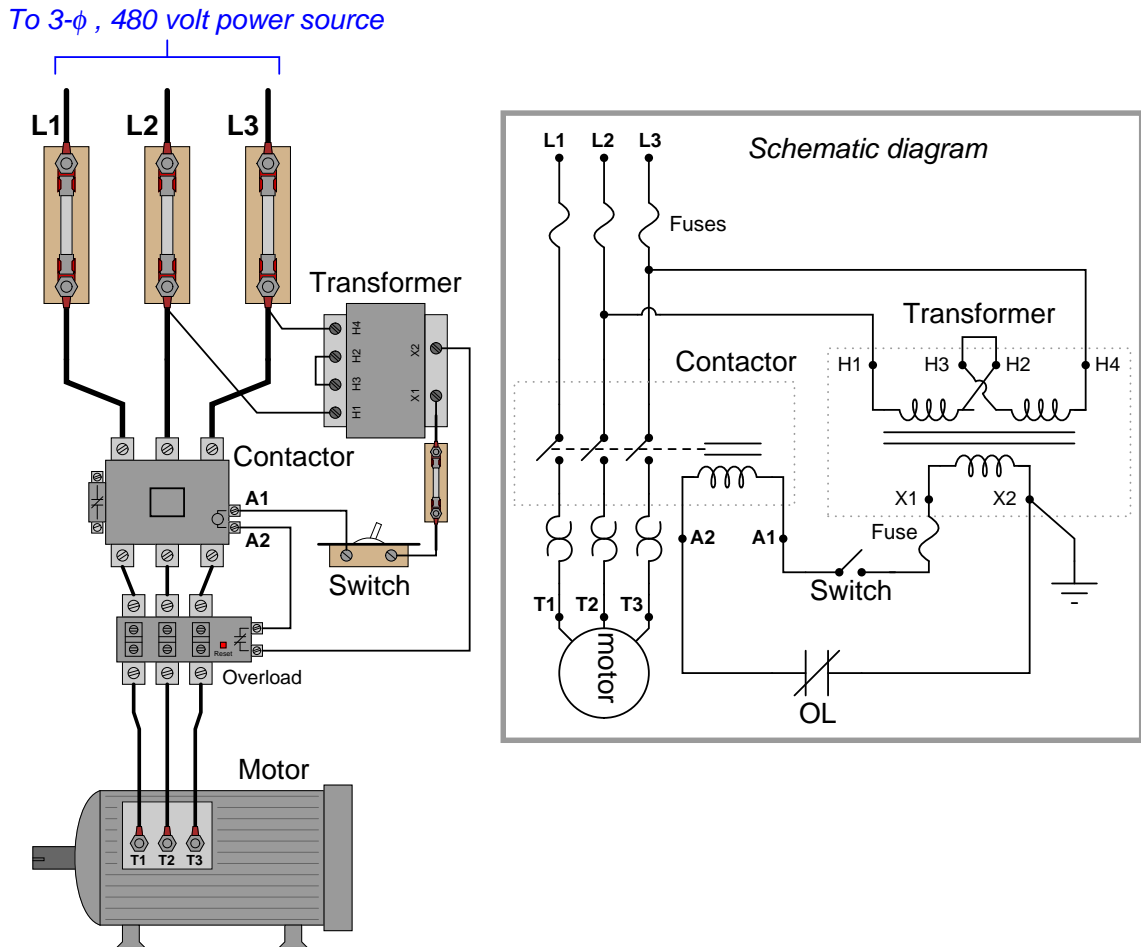 To 3-ϕ , 480 volt power source
L1 L2 L3
Transformer
H4
H2
H3
H1
X2
X1
Contactor
A1
A2
Switch
Reset
Overload
Motor
T1 T2 T3
Schematic diagram
L1 L2 L3
Fuses
Transformer
Contactor
H1 H3 H2 H4
X1 X2
Fuse
A2 A1
Switch
T1 T2 T3
motor
OL